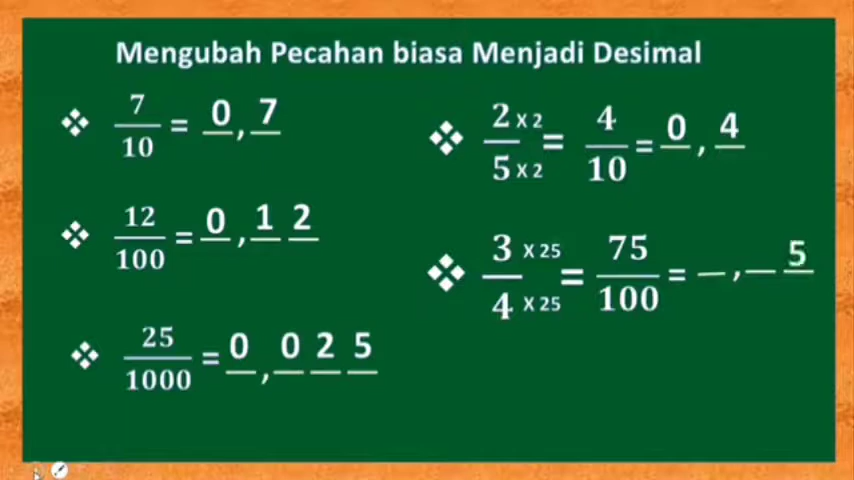 Mengubah Pecahan biasa Menjadi Desimal
❖ 7/10 = 0,7
❖ 12/100 = 0,12
❖ 25/1000 = 0,025
❖ 2 x 2/5 x 2 = 4/10 = 0,4
❖ 3 x 25/4 x 25 = 75/100 = _,_5